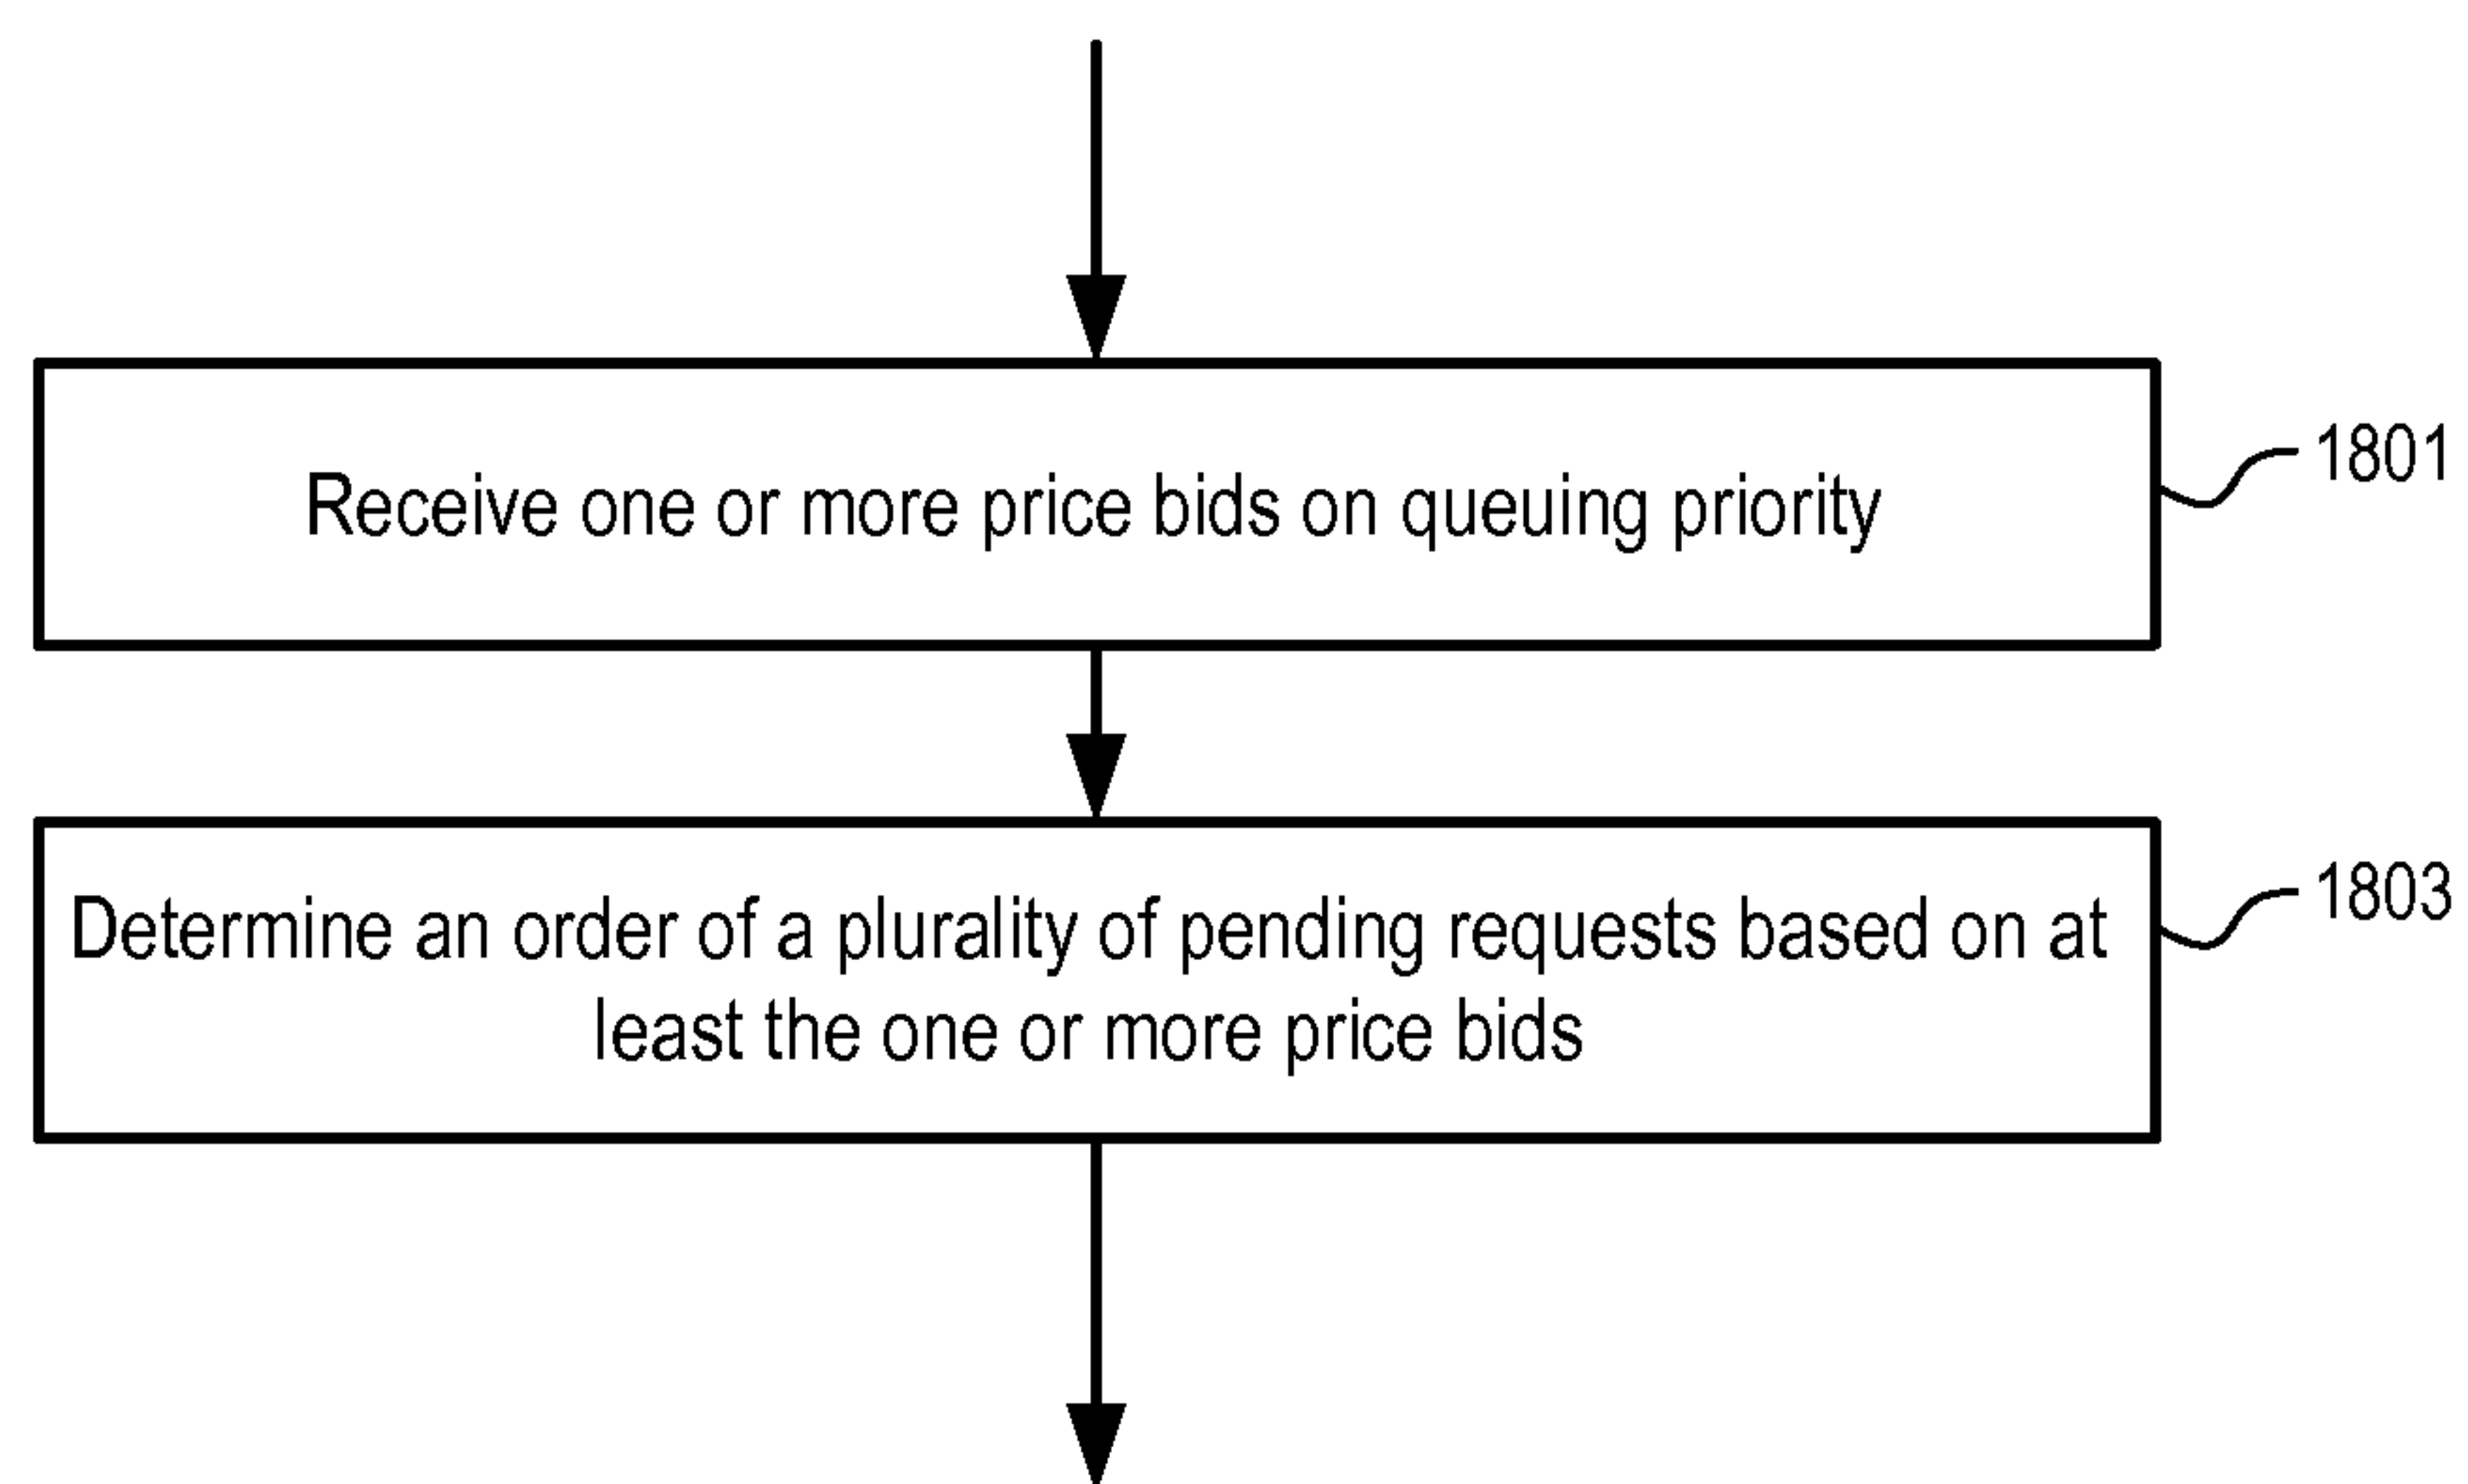 Receive one or more price bids on queuing priority
1801
Determine an order of a plurality of pending requests based on at
least the one or more price bids
1803